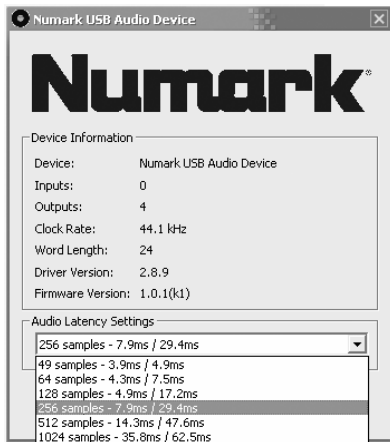 Numark USB Audio Device
Numark®
Device Information
Device: Numark USB Audio Device
Inputs: 0
Outputs: 4
Clock Rate: 44.1 kHz
Word Length: 24
Driver Version: 2.8.9
Firmware Version: 1.0.1(k1)
Audio Latency Settings
256 samples - 7.9ms / 29.4ms
49 samples - 3.9ms / 4.9ms
64 samples - 4.3ms / 7.5ms
128 samples - 4.9ms / 17.2ms
256 samples - 7.9ms / 29.4ms
512 samples - 14.3ms / 47.6ms
1024 samples - 35.8ms / 62.5ms